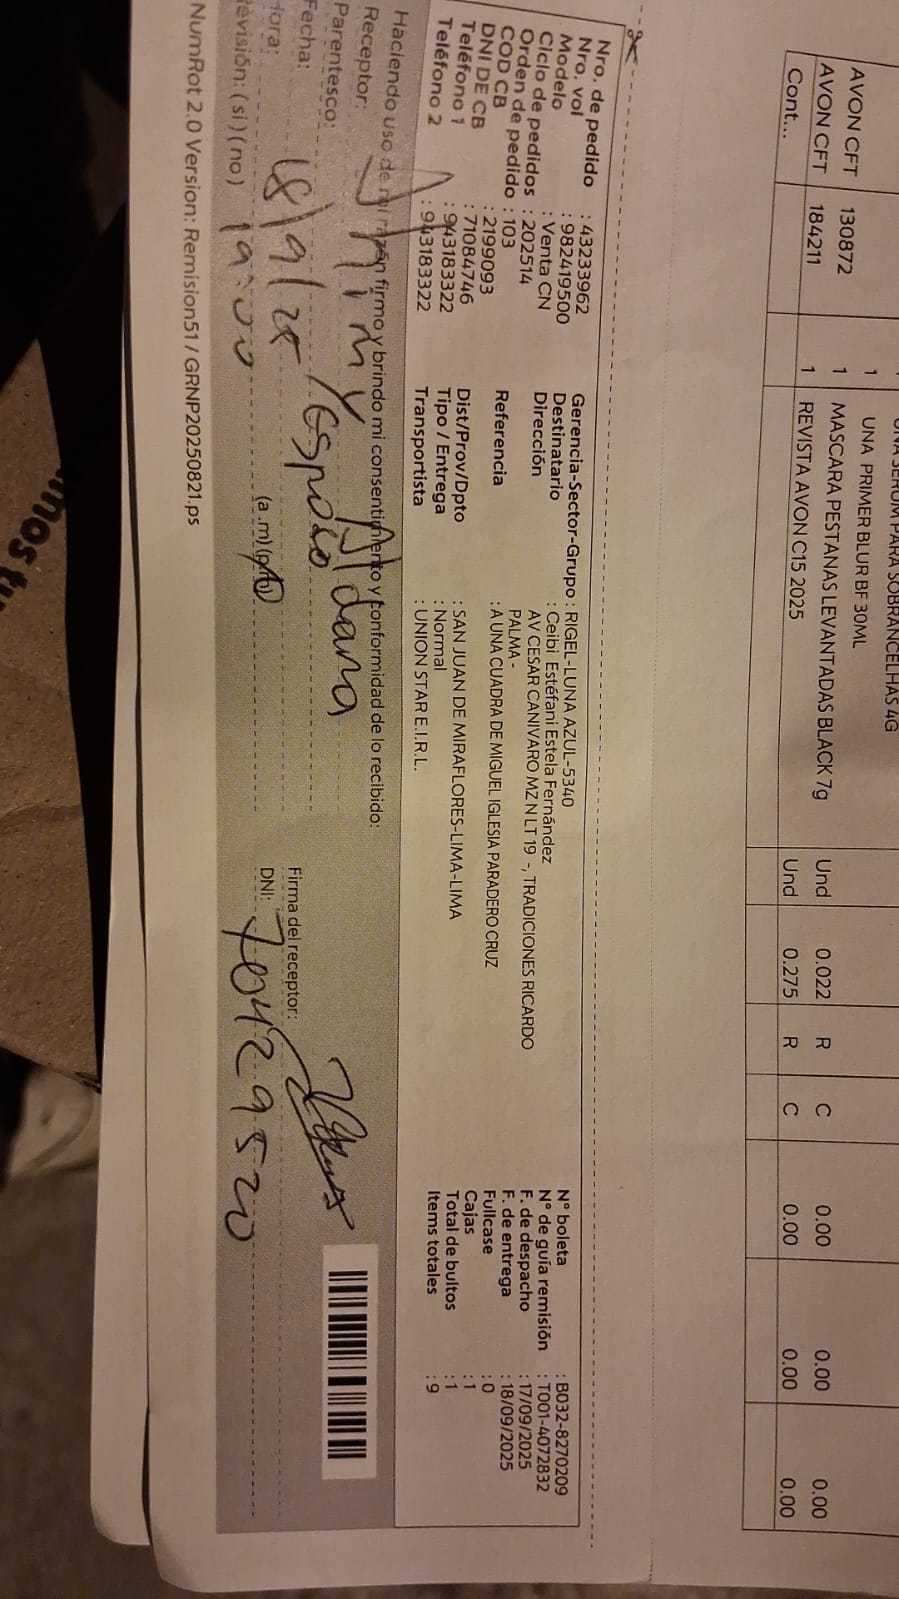 UNA SERUM PARA SOBRANCELHAS 4G
1 UNA PRIMER BLUR BF 30ML
AVON CFT 130872 1 MASCARA PESTANAS LEVANTADAS BLACK 7g Und 0.022 R C 0.00 0.00 0.00
AVON CFT 184211 1 REVISTA AVON C15 2025 Und 0.275 R C 0.00 0.00 0.00
Cont...
Nro. de pedido : 43233962
Nro. vol : 982419500
Modelo : Venta CN
Ciclo de pedidos : 202514
Orden de pedido : 103
COD CB : 2199093
DNI DE CB : 71084746
Teléfono 1 : 943183322
Teléfono 2 : 943183322
Gerencia-Sector-Grupo : RIGEL-LUNA AZUL-5340
Destinatario : Ceibi Estéfani Estela Fernández
Dirección AV CESAR CANIVARO MZ N LT 19 -, TRADICIONES RICARDO
PALMA -
Referencia : A UNA CUADRA DE MIGUEL IGLESIA PARADERO CRUZ
Dist/Prov/Dpto : SAN JUAN DE MIRAFLORES-LIMA-LIMA
Tipo / Entrega : Normal
Transportista : UNION STAR E.I.R.L.
N° boleta : B032-8270209
N° de guía remisión : T001-4072832
F. de despacho : 17/09/2025
F. de entrega : 18/09/2025
Fullcase : 0
Cajas : 1
Total de bultos : 1
Items totales : 9
Haciendo uso de mi razón firmo y brindo mi consentimiento y conformidad de lo recibido:
Receptor: Jhimy Aldana
Parentesco: Esposo
Fecha: 18/9/25
Hora: 19:00 (a.m)(p.m)
Revisión: (si) (no)
Firma del receptor:
DNI: 70429520
NumRot 2.0 Version: Remision51 / GRNP20250821.ps